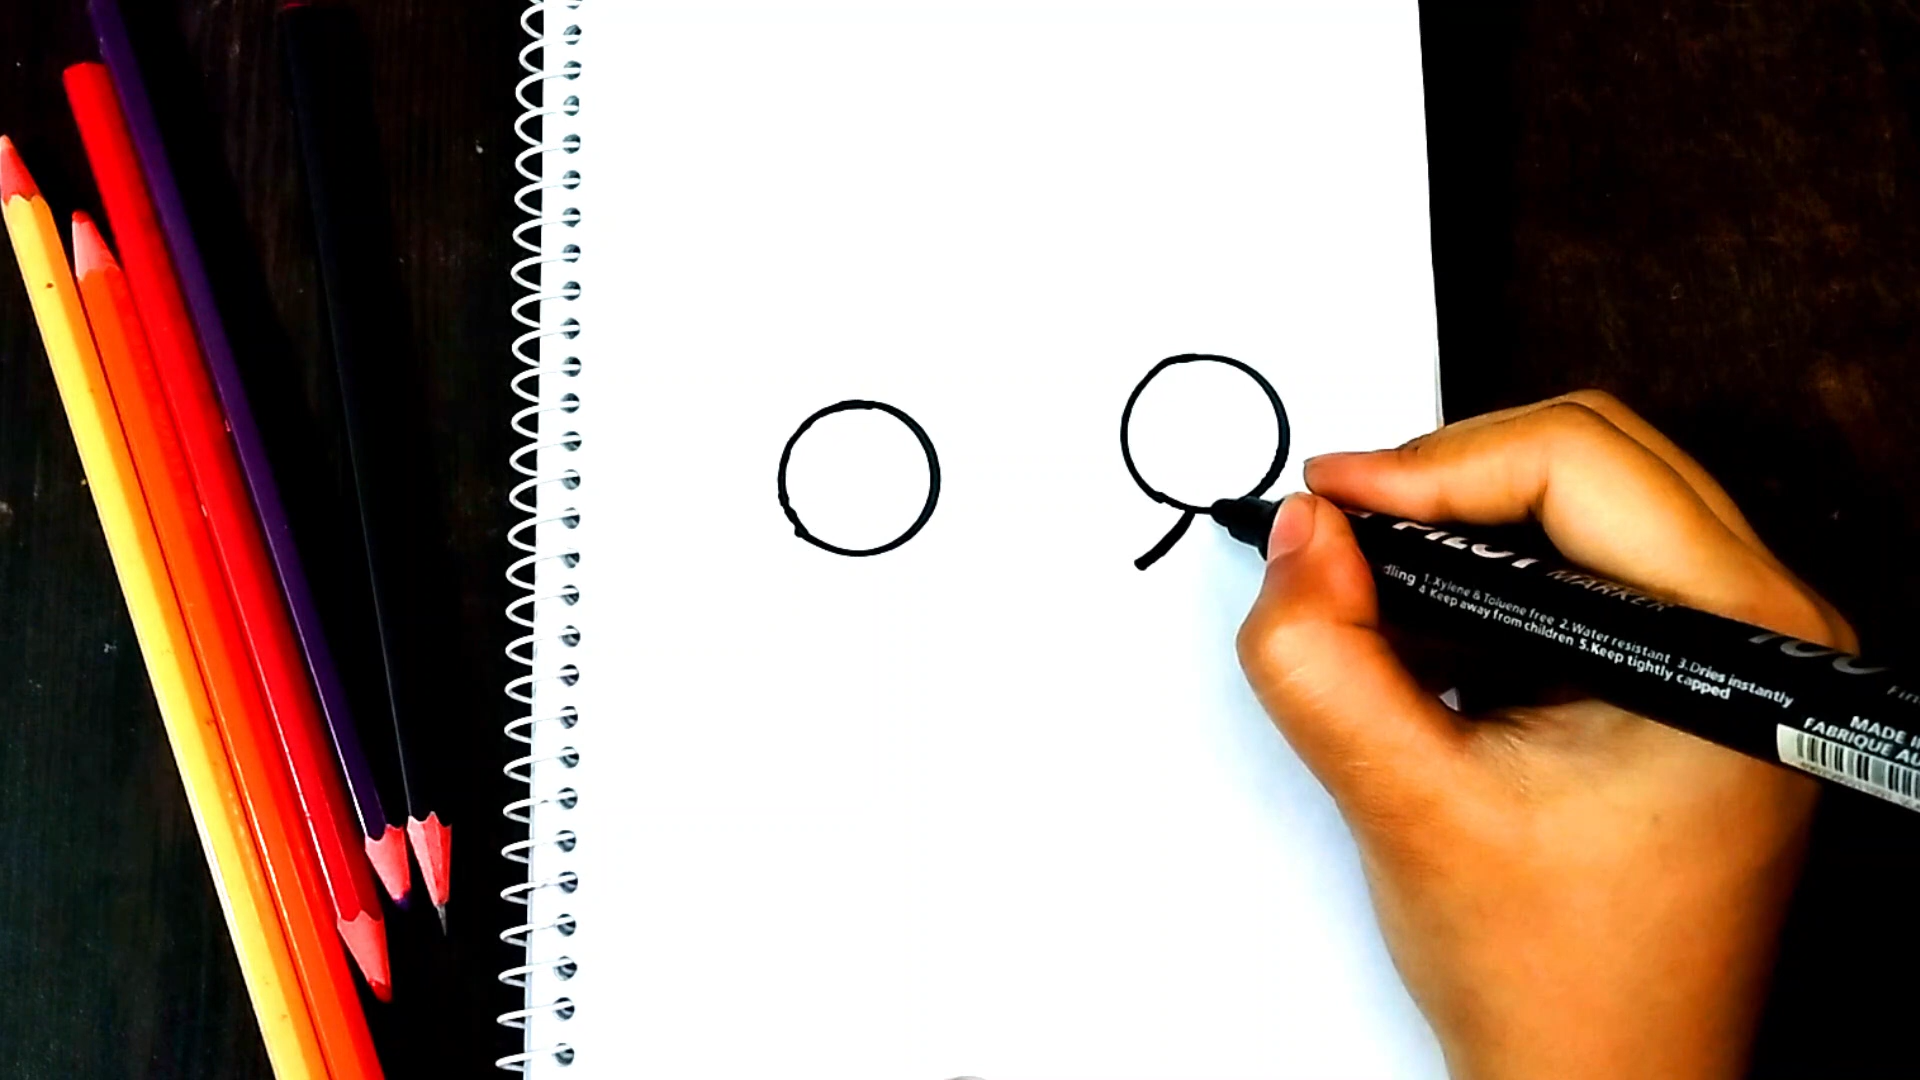 PILOT MARKER 100
dling 1.Xylene & Toluene free 2.Water resistant 3.Dries instantly
4 Keep away from children 5.Keep tightly capped
MADE
FABRIQUE